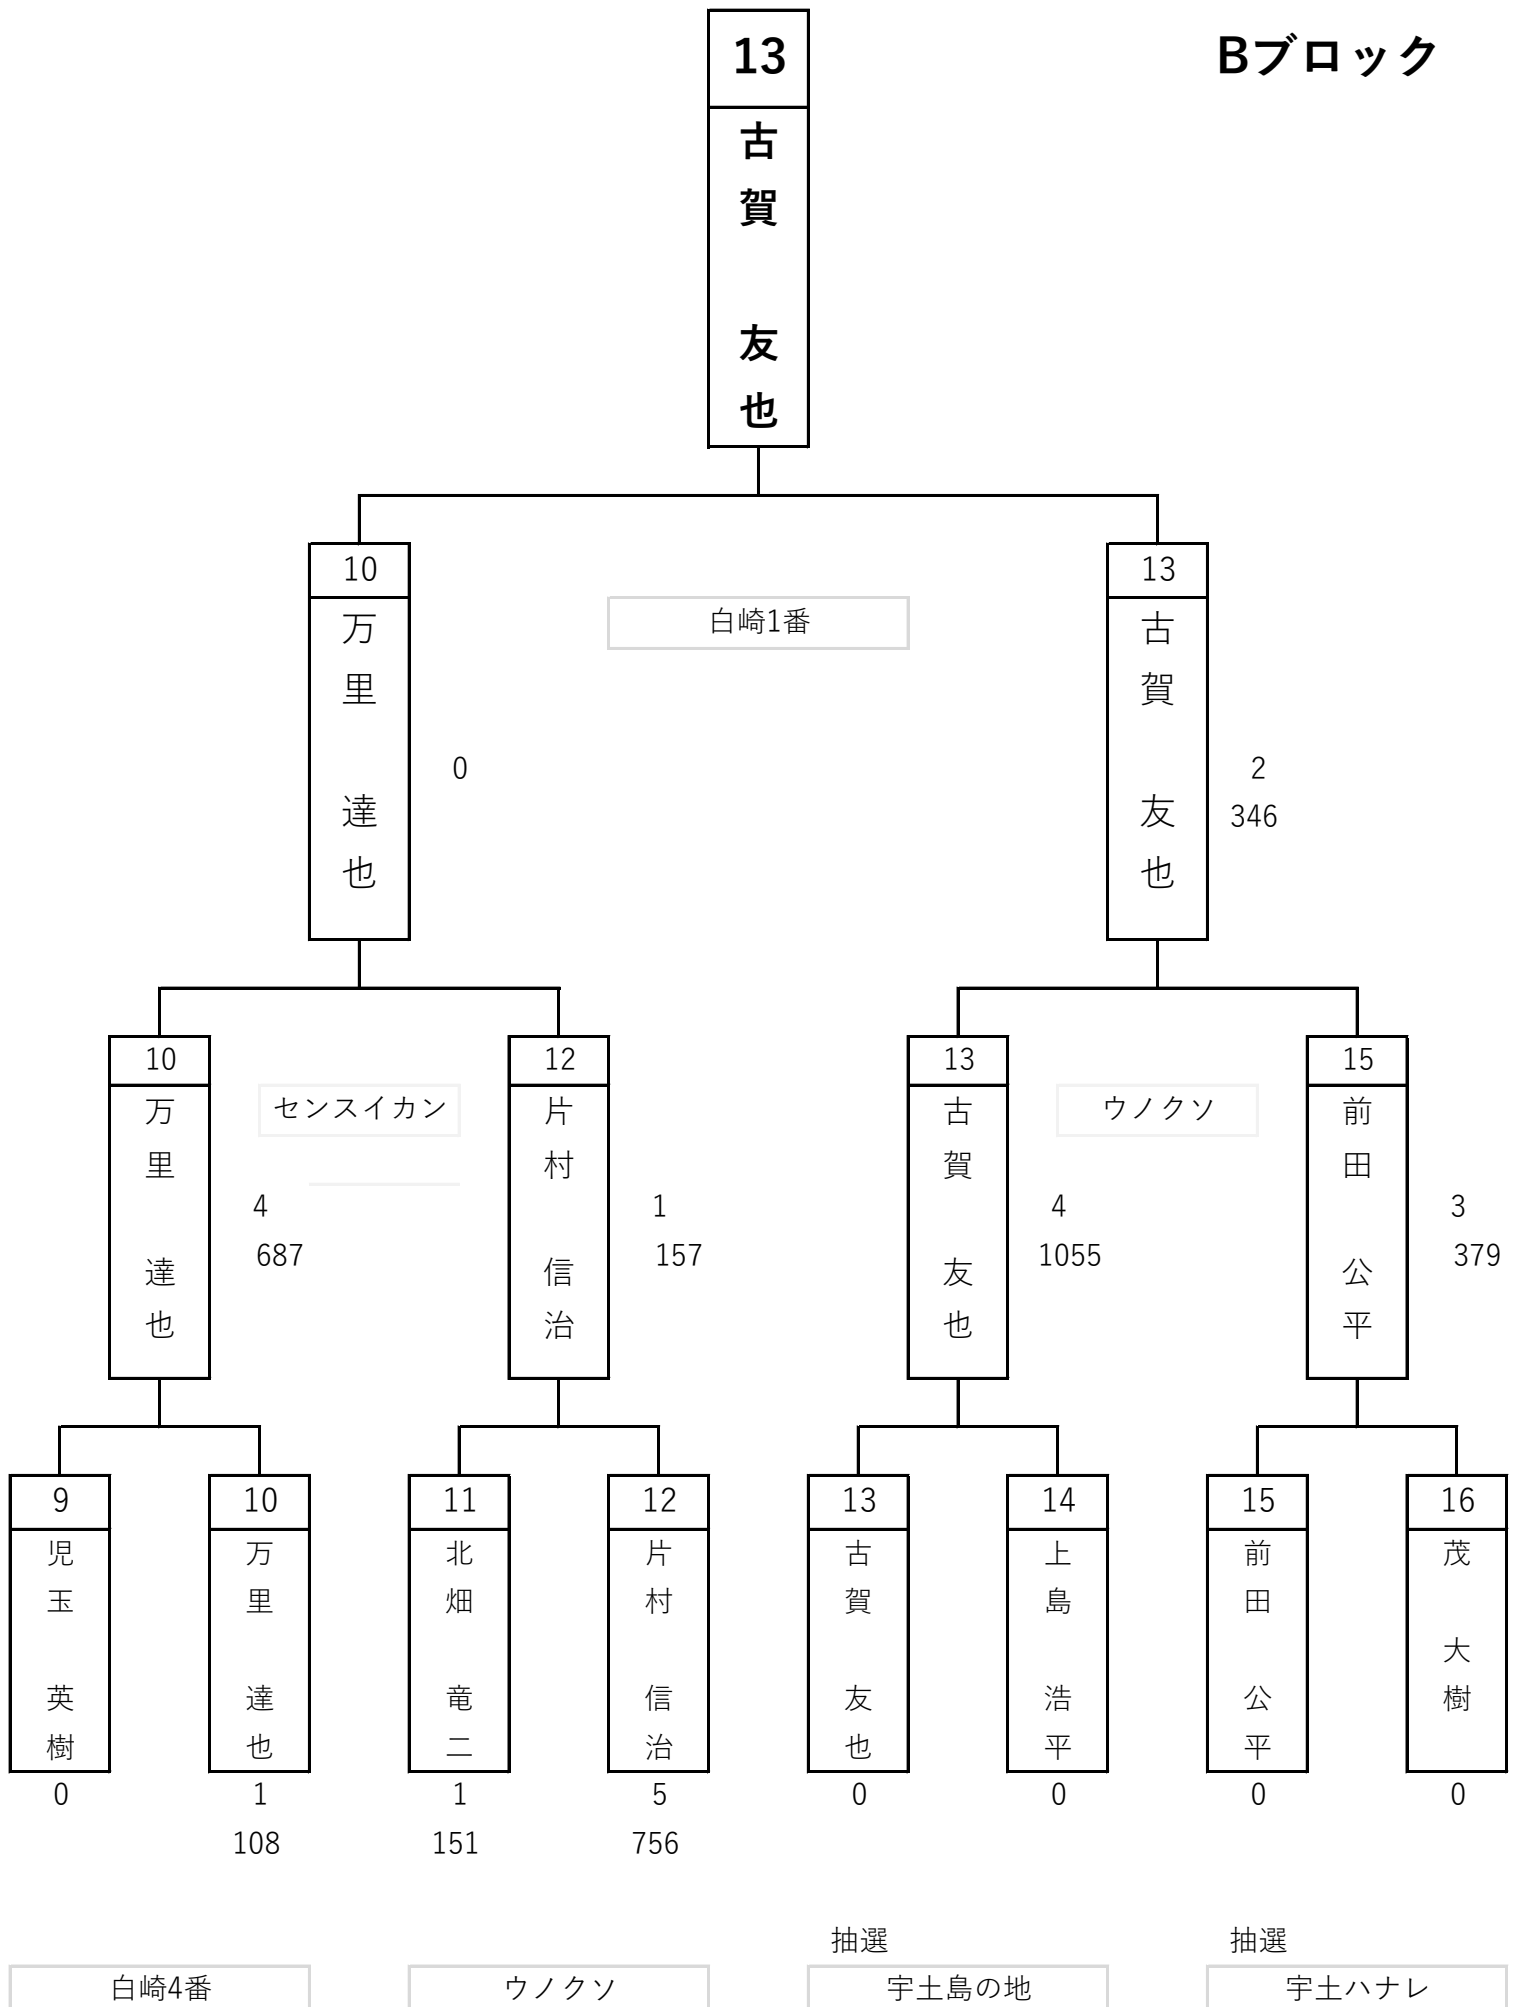 Bブロック
13
古賀 友也
10
13
白崎1番
万里 達也
古賀 友也
0
2
346
10
12
13
15
センスイカン
ウノクソ
万里 達也
片村 信治
古賀 友也
前田 公平
4
687
1
157
4
1055
3
379
9
10
11
12
13
14
15
16
児玉 英樹
万里 達也
北畑 竜二
片村 信治
古賀 友也
上島 浩平
前田 公平
茂 大樹
0
1
108
1
151
5
756
0
0
0
0
抽選
抽選
白崎4番
ウノクソ
宇土島の地
宇土ハナレ